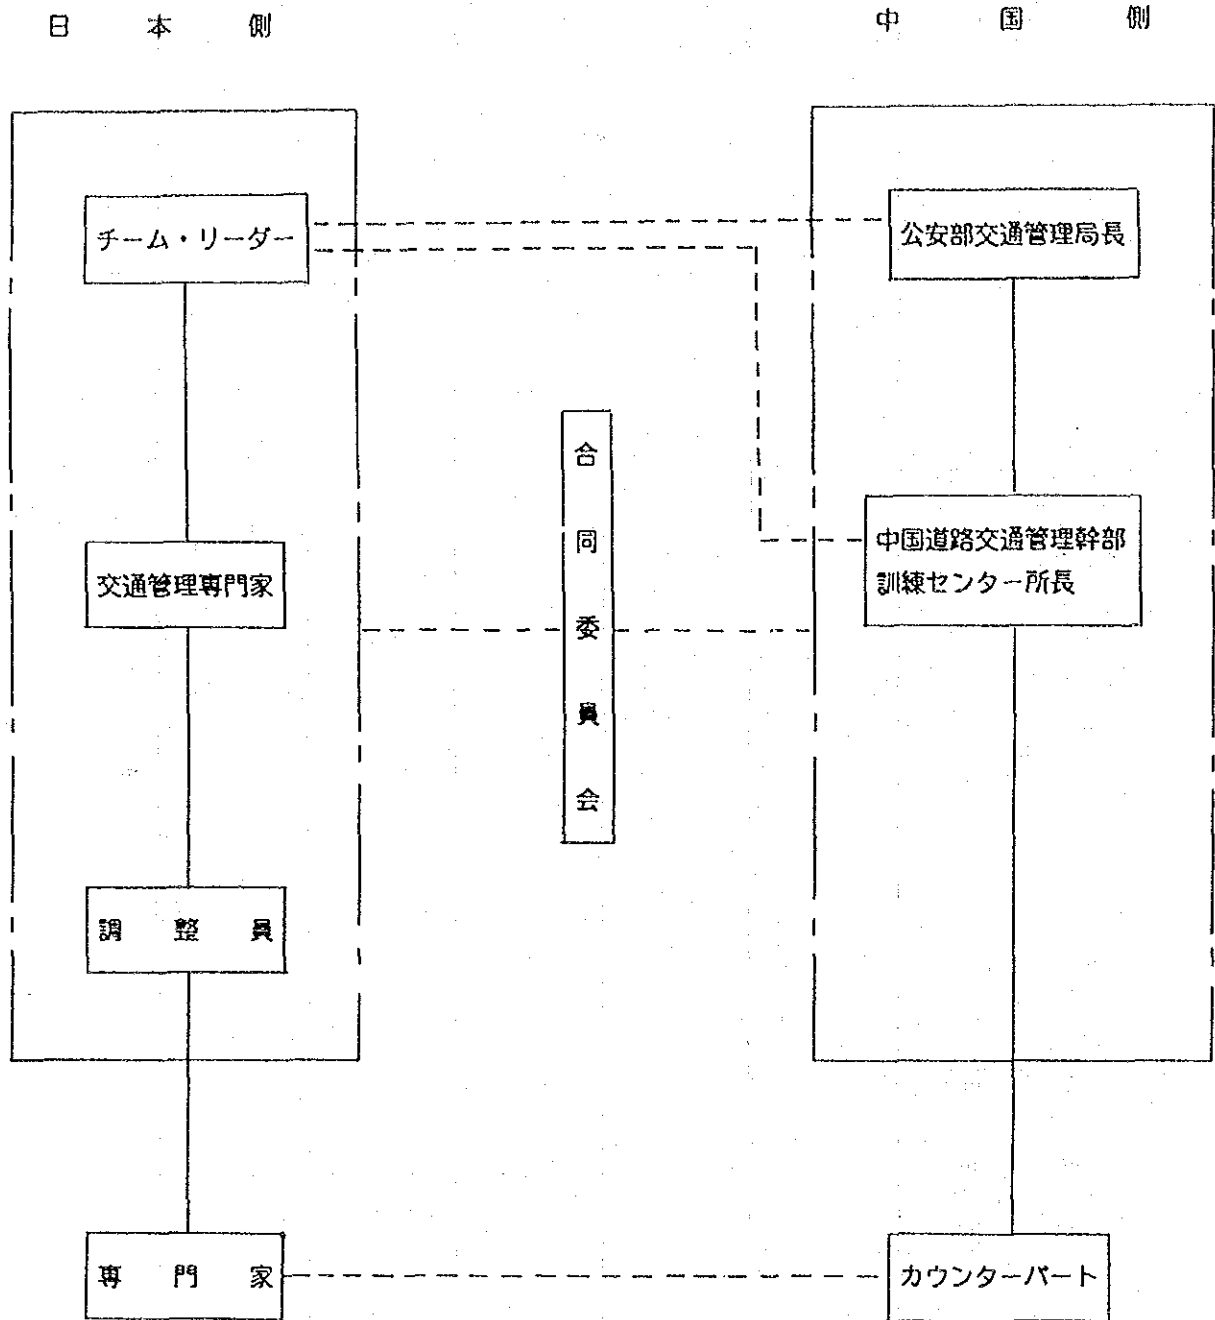 日本側
中国側
チーム・リーダー
公安部交通管理局長
合同委員会
中国道路交通管理幹部
訓練センター所長
交通管理専門家
調整員
専門家
カウンターパート